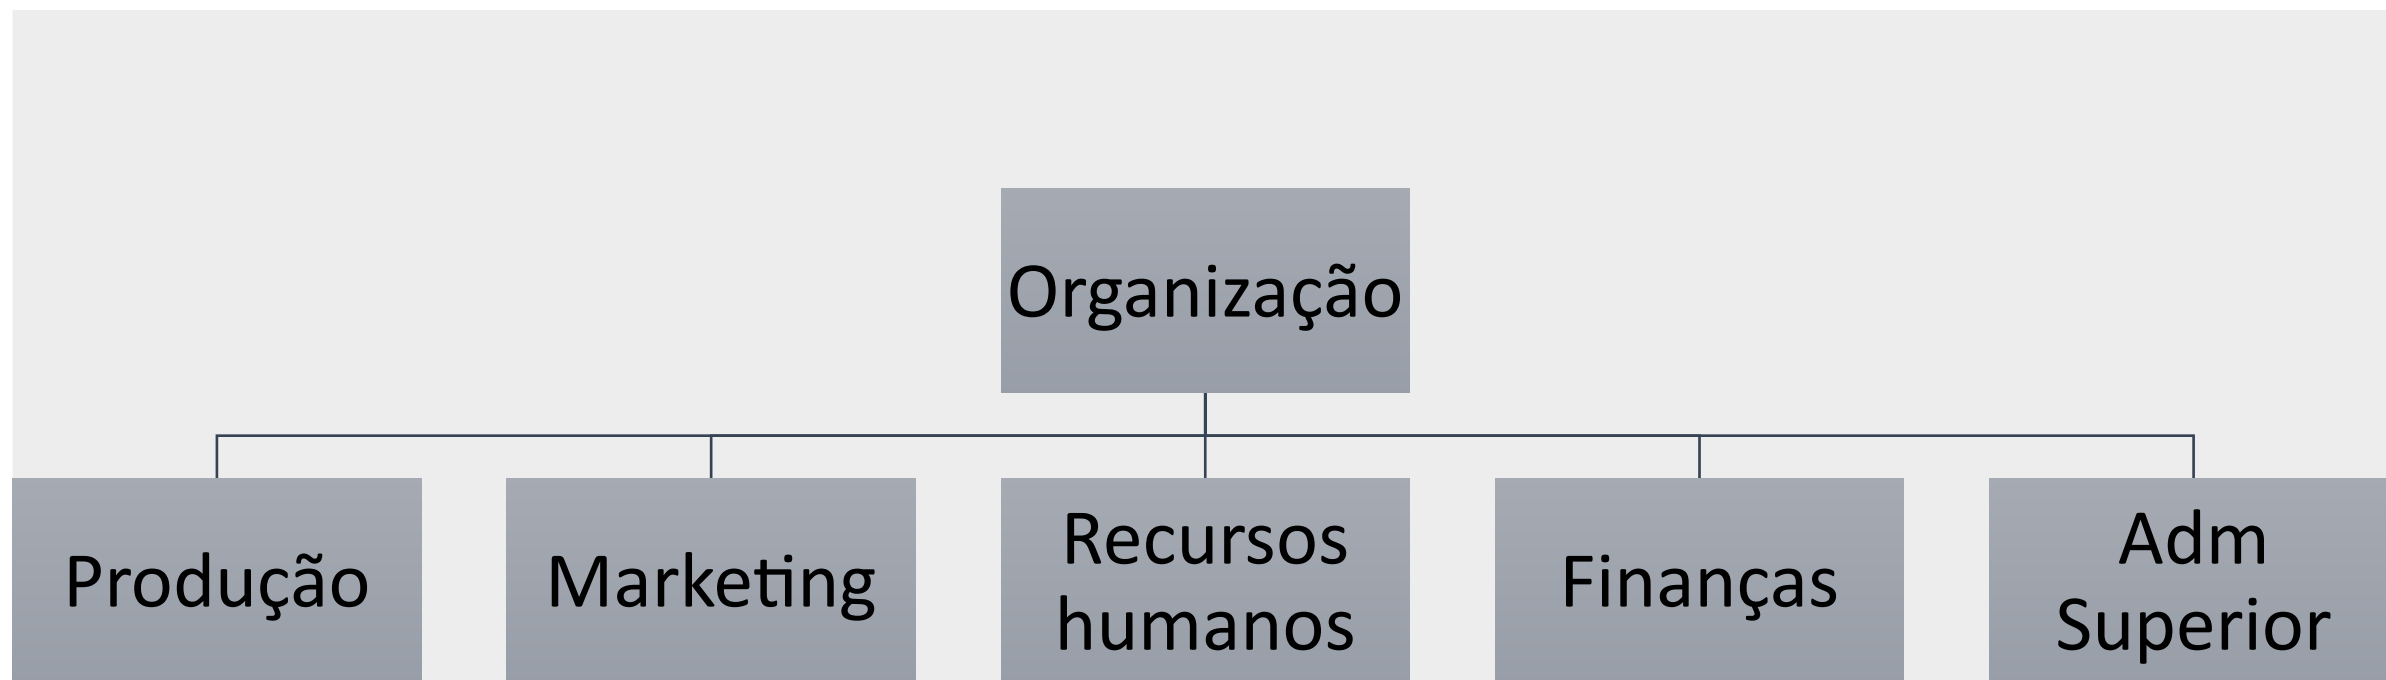 Organização
Produção
Marketing
Recursos
humanos
Finanças
Adm
Superior